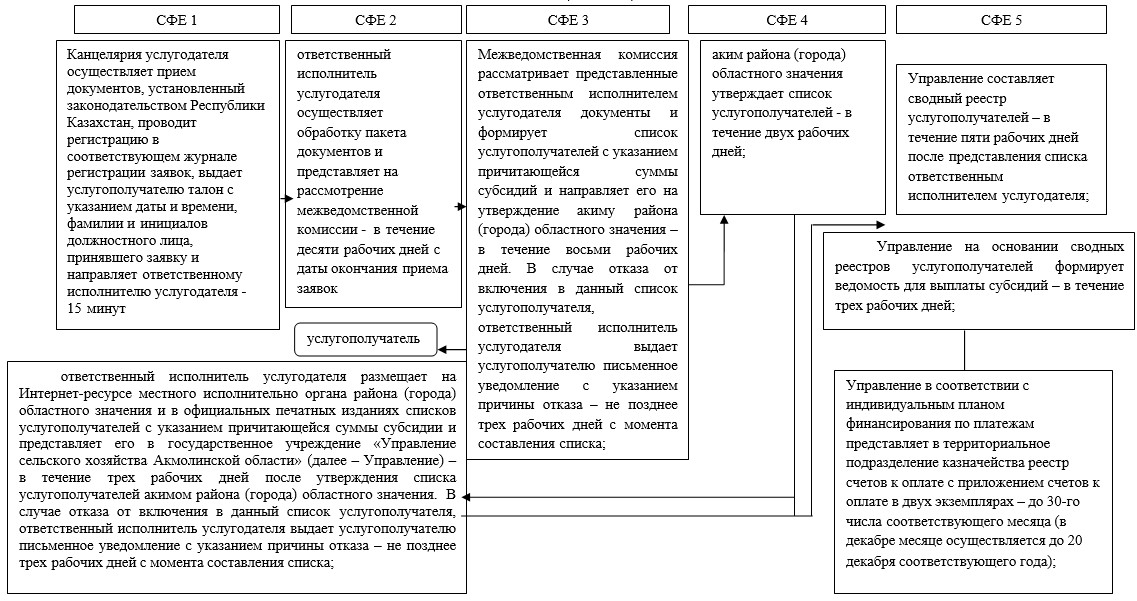 СФЕ 1
СФЕ 2
СФЕ 3
СФЕ 4
СФЕ 5
Канцелярия услугодателя
осуществляет прием
документов, установленный
законодательством Республики
Казахстан, проводит
регистрацию в
соответствующем журнале
регистрации заявок, выдает
услугополучателю талон с
указанием даты и времени,
фамилии и инициалов
должностного лица,
принявшего заявку и
направляет ответственному
исполнителю услугодателя -
15 минут
ответственный
исполнитель
услугодателя
осуществляет
обработку пакета
документов и
представляет на
рассмотрение
межведомственной
комиссии - в течение
десяти рабочих дней с
даты окончания приема
заявок
Межведомственная комиссия
рассматривает представленные
ответственным исполнителем
услугодателя документы и
формирует список
услугополучателей с указанием
причитающейся суммы
субсидий и направляет его на
утверждение акиму района
(города) областного значения –
в течение восьми рабочих
дней. В случае отказа от
включения в данный список
услугополучателя,
ответственный исполнитель
услугодателя выдает
услугополучателю письменное
уведомление с указанием
причины отказа – не позднее
трех рабочих дней с момента
составления списка;
аким района (города)
областного значения
утверждает список
услугополучателей - в
течение двух рабочих
дней;
Управление составляет
сводный реестр
услугополучателей – в
течение пяти рабочих дней
после представления списка
ответственным
исполнителем услугодателя;
Управление на основании сводных
реестров услугополучателей формирует
ведомость для выплаты субсидий – в течение
трех рабочих дней;
услугополучатель
ответственный исполнитель услугодателя размещает на
Интернет-ресурсе местного исполнительно органа района (города)
областного значения и в официальных печатных изданиях списков
услугополучателей с указанием причитающейся суммы субсидии и
представляет его в государственное учреждение «Управление
сельского хозяйства Акмолинской области» (далее – Управление) –
в течение трех рабочих дней после утверждения списка
услугополучателей акимом района (города) областного значения. В
случае отказа от включения в данный список услугополучателя,
ответственный исполнитель услугодателя выдает услугополучателю
письменное уведомление с указанием причины отказа – не позднее
трех рабочих дней с момента составления списка;
Управление в соответствии с
индивидуальным планом
финансирования по платежам
представляет в территориальное
подразделение казначейства реестр
счетов к оплате с приложением счетов к
оплате в двух экземплярах – до 30-го
числа соответствующего месяца (в
декабре месяце осуществляется до 20
декабря соответствующего года);